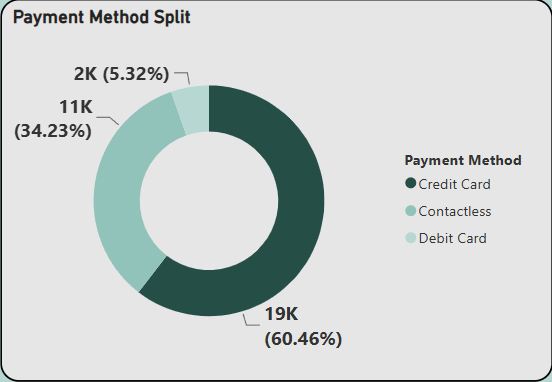 Payment Method Split
2K (5.32%)
11K
(34.23%)
Payment Method
Credit Card
Contactless
Debit Card
19K
(60.46%)